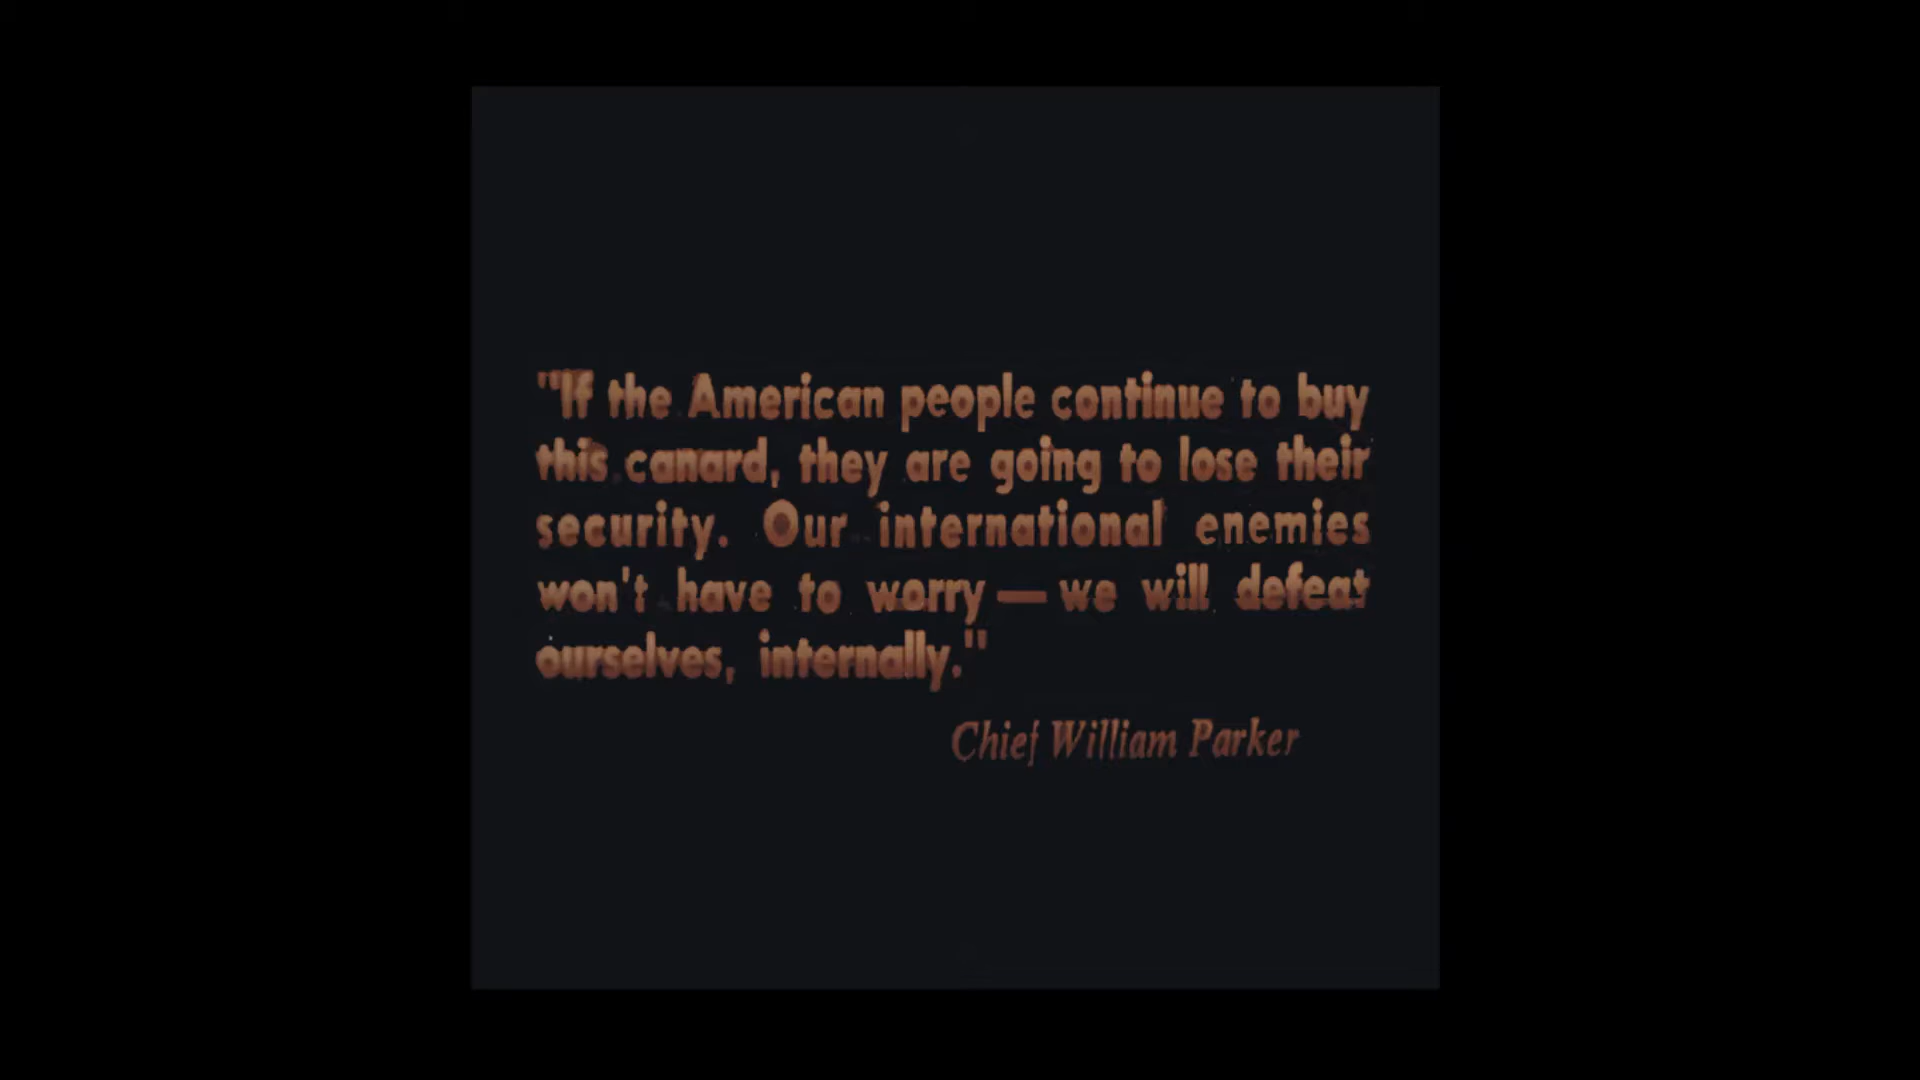 "If the American people continue to buy
this canard, they are going to lose their
security. Our international enemies
won't have to worry — we will defeat
ourselves, internally."
Chief William Parker